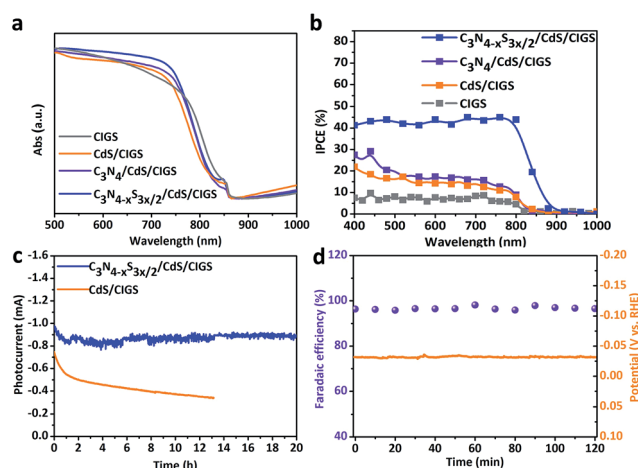 a
Abs (a.u.)
CIGS
CdS/CIGS
C3N4/CdS/CIGS
C3N4-xS3x/2/CdS/CIGS
500 600 700 800 900 1000
Wavelength (nm)
b
IPCE (%)
80
70
60
50
40
30
20
10
0
C3N4-xS3x/2/CdS/CIGS
C3N4/CdS/CIGS
CdS/CIGS
CIGS
400 500 600 700 800 900 1000
Wavelength (nm)
c
Photocurrent (mA)
-1.6
-1.4
-1.2
-1.0
-0.8
-0.6
-0.4
-0.2
0.0
C3N4-xS3x/2/CdS/CIGS
CdS/CIGS
0 2 4 6 8 10 12 14 16 18 20
Time (h)
d
Faradaic efficiency (%)
120
100
80
60
40
-0.20
-0.15
-0.10
-0.05
-0.00
0.05
0.10
Potential (V vs. RHE)
0 20 40 60 80 100 120
Time (min)